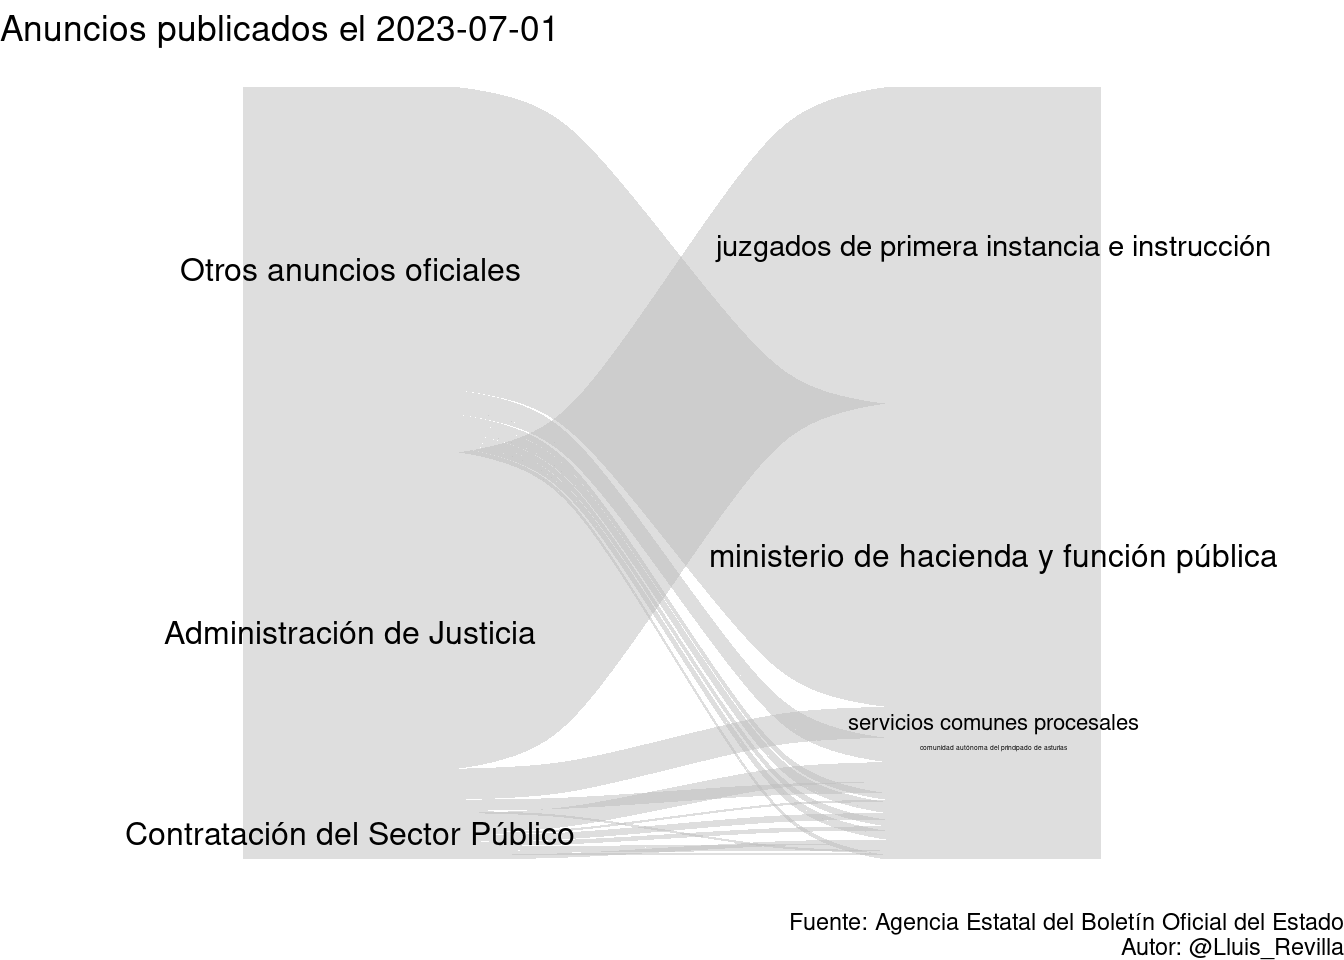 Anuncios publicados el 2023-07-01
juzgados de primera instancia e instrucción
Otros anuncios oficiales
ministerio de hacienda y función pública
Administración de Justicia
servicios comunes procesales
comunidad autónoma del principado de asturias
Contratación del Sector Público
Fuente: Agencia Estatal del Boletín Oficial del Estado
Autor: @Lluis_Revilla